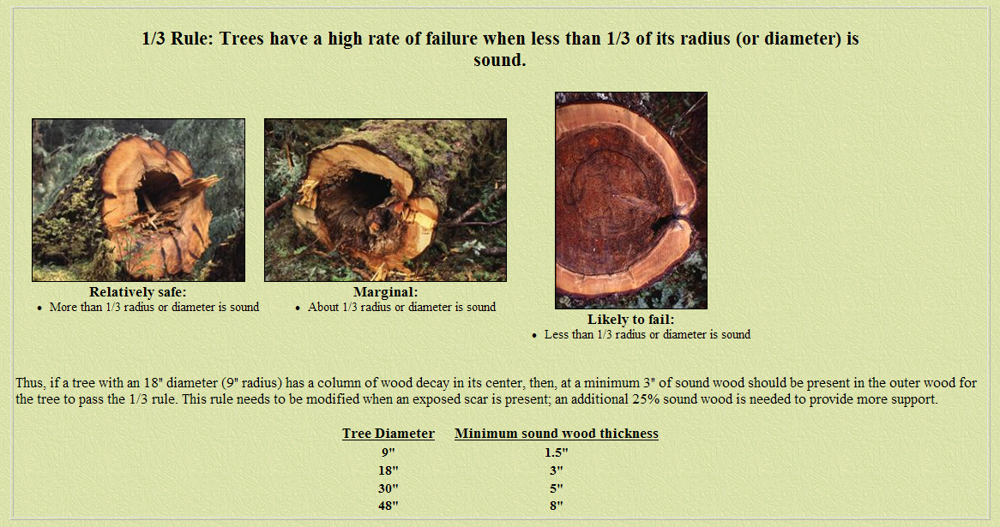 1/3 Rule: Trees have a high rate of failure when less than 1/3 of its radius (or diameter) is
sound.
Relatively safe:
• More than 1/3 radius or diameter is sound
Marginal:
• About 1/3 radius or diameter is sound
Likely to fail:
• Less than 1/3 radius or diameter is sound
Thus, if a tree with an 18" diameter (9" radius) has a column of wood decay in its center, then, at a minimum 3" of sound wood should be present in the outer wood for
the tree to pass the 1/3 rule. This rule needs to be modified when an exposed scar is present; an additional 25% sound wood is needed to provide more support.
Tree Diameter Minimum sound wood thickness
9" 1.5"
18" 3"
30" 5"
48" 8"